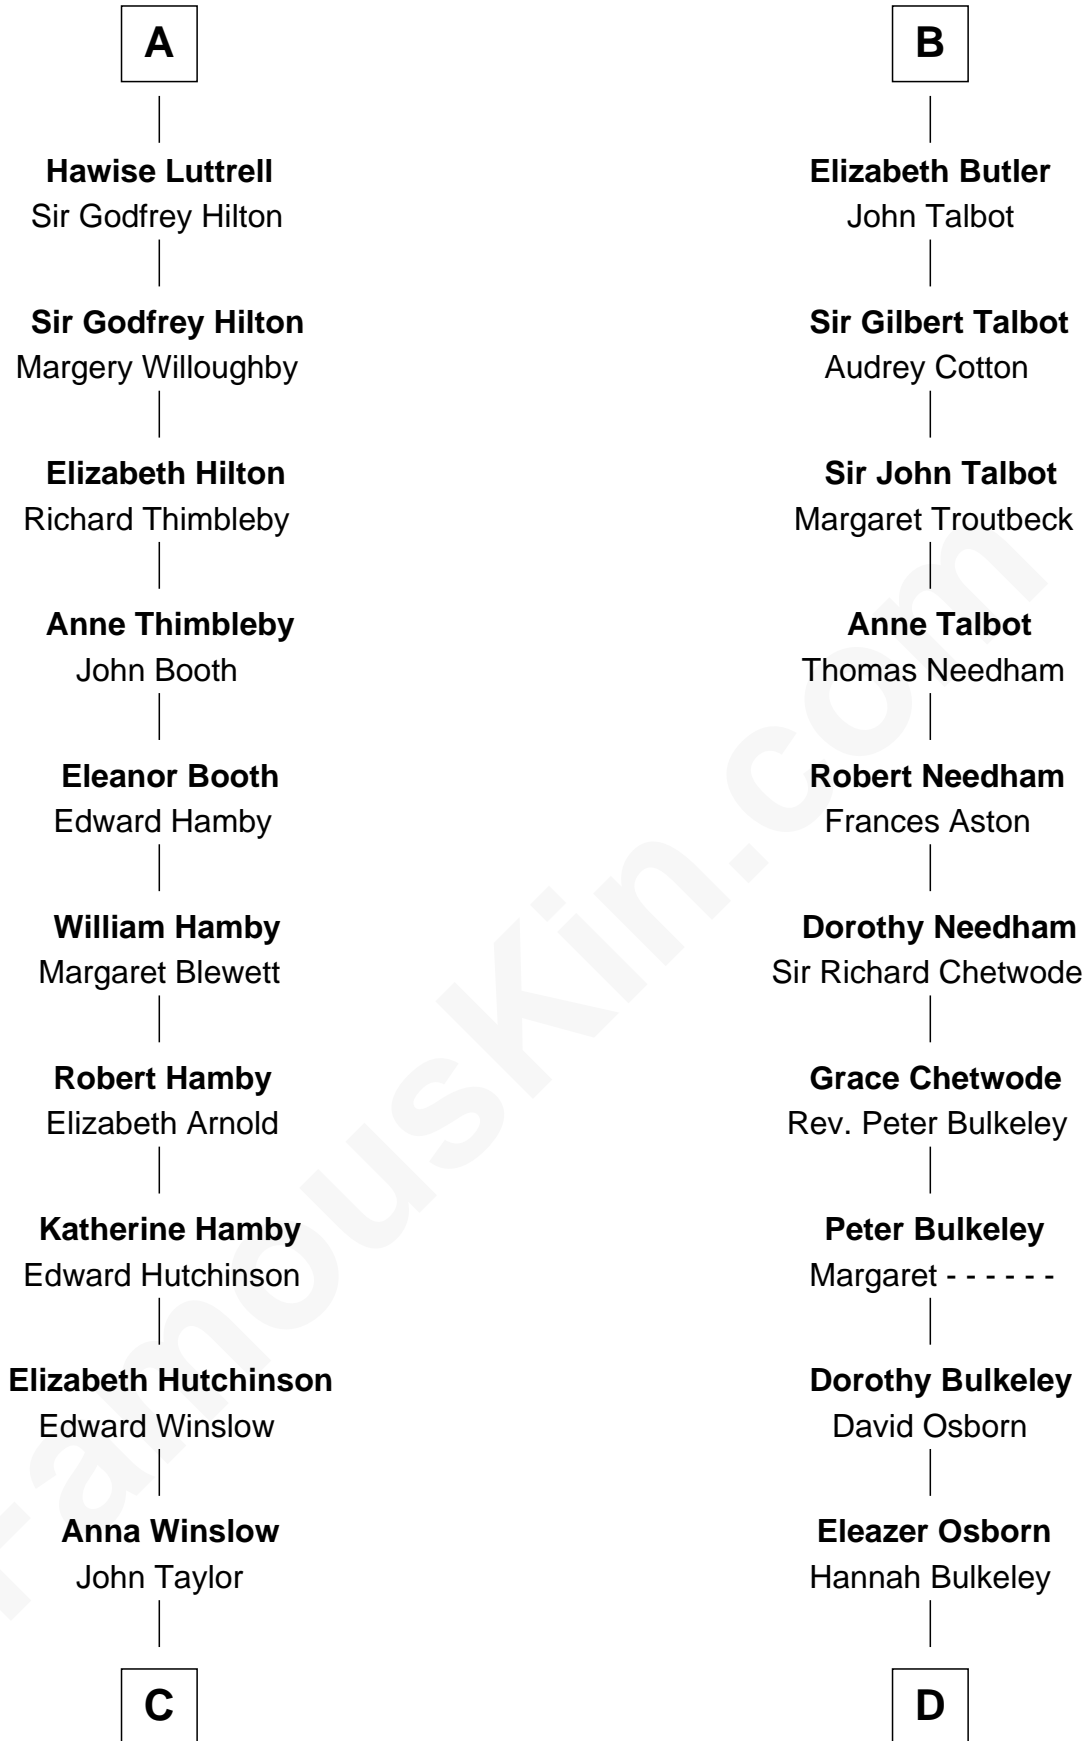 A
Hawise Luttrell
Sir Godfrey Hilton
Sir Godfrey Hilton
Margery Willoughby
Elizabeth Hilton
Richard Thimbleby
Anne Thimbleby
John Booth
Eleanor Booth
Edward Hamby
William Hamby
Margaret Blewett
Robert Hamby
Elizabeth Arnold
Katherine Hamby
Edward Hutchinson
Elizabeth Hutchinson
Edward Winslow
Anna Winslow
John Taylor
C
B
Elizabeth Butler
John Talbot
Sir Gilbert Talbot
Audrey Cotton
Sir John Talbot
Margaret Troutbeck
Anne Talbot
Thomas Needham
Robert Needham
Frances Aston
Dorothy Needham
Sir Richard Chetwode
Grace Chetwode
Rev. Peter Bulkeley
Peter Bulkeley
Margaret - - - - - -
Dorothy Bulkeley
David Osborn
Eleazer Osborn
Hannah Bulkeley
D
FamousKin.com